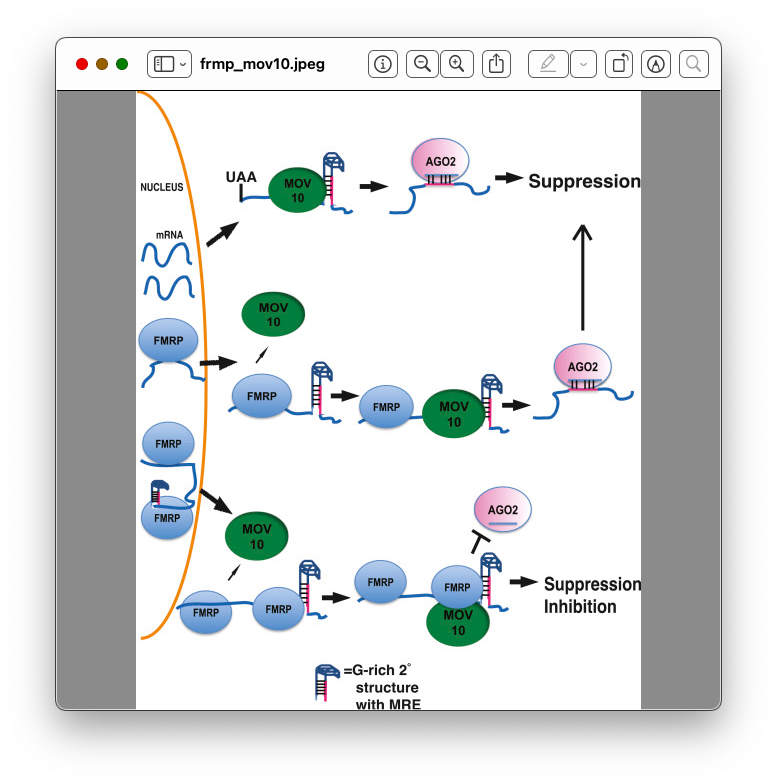 frmp_mov10.jpeg
NUCLEUS
mRNA
UAA
MOV
10
AGO2
Suppression
FMRP
MOV
10
FMRP
FMRP
MOV
10
AGO2
FMRP
FMRP
MOV
10
FMRP
FMRP
FMRP
FMRP
MOV
10
AGO2
Suppression
Inhibition
=G-rich 2°
structure
with MRE